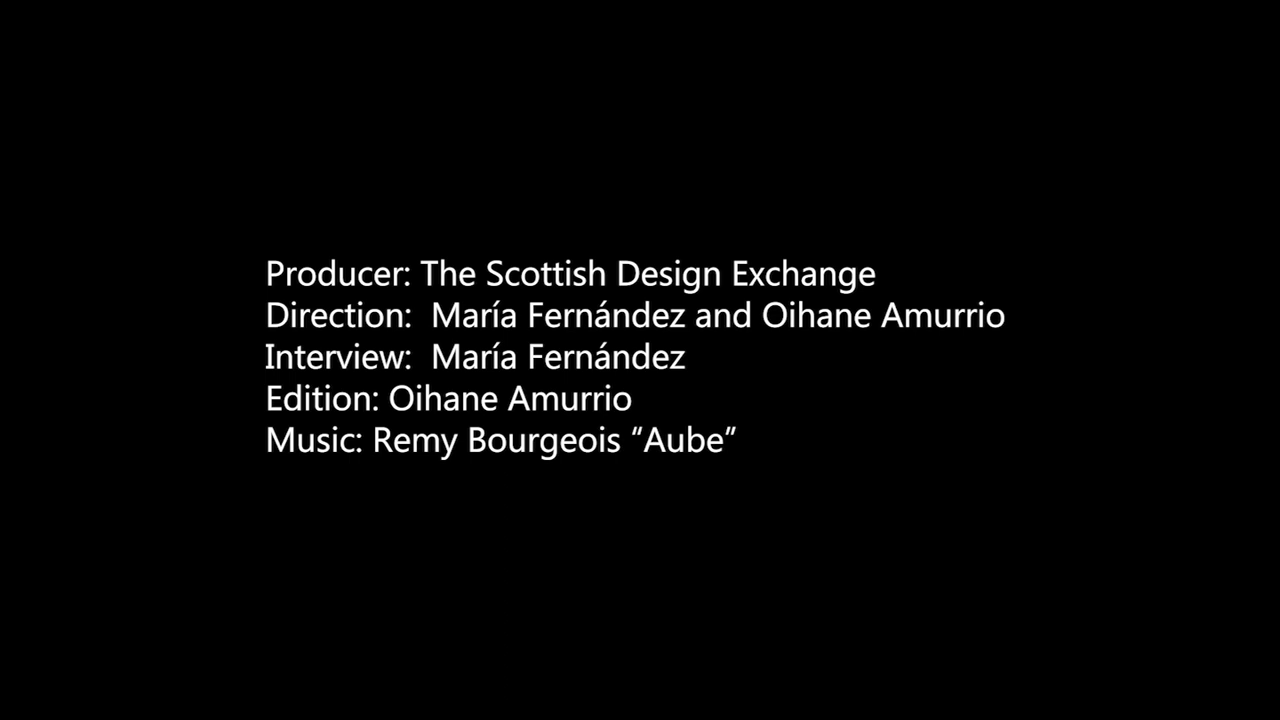 Producer: The Scottish Design Exchange
Direction:  María Fernández and Oihane Amurrio
Interview:  María Fernández
Edition: Oihane Amurrio
Music: Remy Bourgeois “Aube”